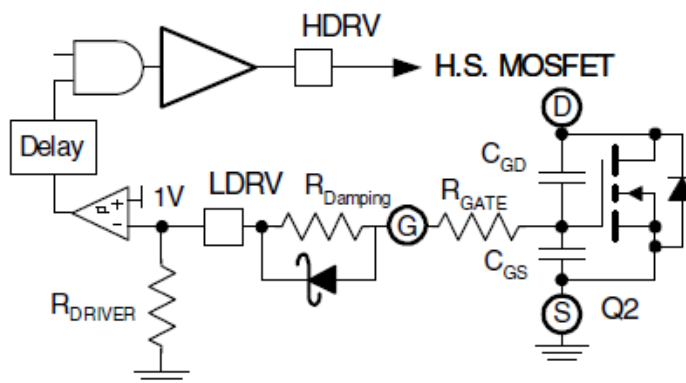 HDRV
H.S. MOSFET
D
Delay
CGD
LDRV
RDamping
RGATE
1V
+
-
G
CGS
RDRIVER
S
Q2